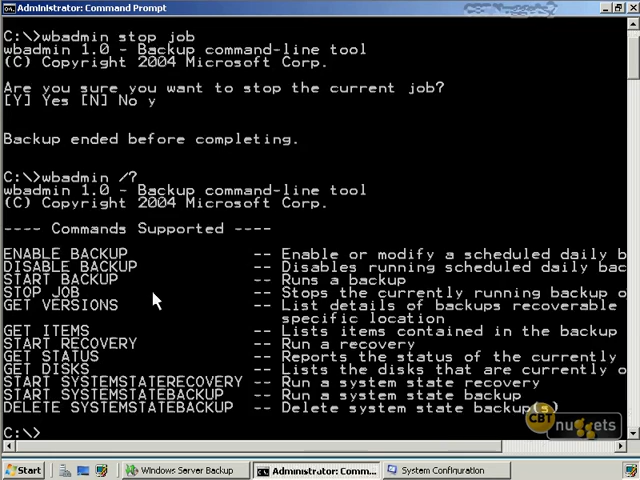 Administrator: Command Prompt
C:\>wbadmin stop job
wbadmin 1.0 - Backup command-line tool
(C) Copyright 2004 Microsoft Corp.
Are you sure you want to stop the current job?
[Y] Yes [N] No y
Backup ended before completing.
C:\>wbadmin /?
wbadmin 1.0 - Backup command-line tool
(C) Copyright 2004 Microsoft Corp.
---- Commands Supported ----
ENABLE BACKUP -- Enable or modify a scheduled daily b
DISABLE BACKUP -- Disables running scheduled daily bac
START BACKUP -- Runs a backup
STOP JOB -- Stops the currently running backup o
GET VERSIONS -- List details of backups recoverable
specific location
GET ITEMS -- Lists items contained in the backup
START RECOVERY -- Run a recovery
GET STATUS -- Reports the status of the currently
GET DISKS -- Lists the disks that are currently o
START SYSTEMSTATERECOVERY -- Run a system state recovery
START SYSTEMSTATEBACKUP -- Run a system state backup
DELETE SYSTEMSTATEBACKUP -- Delete system state backup(s)
C:\>
CBT nuggets
Start Windows Server Backup Administrator: Comm... System Configuration